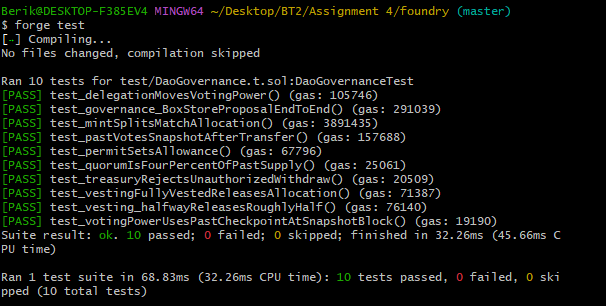 Berik@DESKTOP-F385EV4 MINGW64 ~/Desktop/BT2/Assignment 4/foundry (master)
$ forge test
[⠒] Compiling...
No files changed, compilation skipped

Ran 10 tests for test/DaoGovernance.t.sol:DaoGovernanceTest
[PASS] test_delegationMovesVotingPower() (gas: 105746)
[PASS] test_governance_BoxStoreProposalEndToEnd() (gas: 291039)
[PASS] test_mintSplitsMatchAllocation() (gas: 3891435)
[PASS] test_pastVotesSnapshotAfterTransfer() (gas: 157688)
[PASS] test_permitSetsAllowance() (gas: 67796)
[PASS] test_quorumIsFourPercentOfPastSupply() (gas: 25061)
[PASS] test_treasuryRejectsUnauthorizedWithdraw() (gas: 20509)
[PASS] test_vestingFullyVestedReleasesAllocation() (gas: 71387)
[PASS] test_vesting_halfwayReleasesRoughlyHalf() (gas: 76140)
[PASS] test_votingPowerUsesPastCheckpointAtSnapshotBlock() (gas: 19190)
Suite result: ok. 10 passed; 0 failed; 0 skipped; finished in 32.26ms (45.66ms C
PU time)

Ran 1 test suite in 68.83ms (32.26ms CPU time): 10 tests passed, 0 failed, 0 ski
pped (10 total tests)